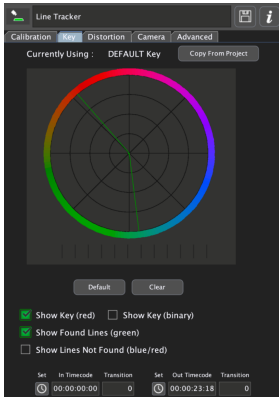 Line Tracker
Calibration Key Distortion Camera Advanced
Currently Using : DEFAULT Key Copy From Project
Default Clear
Show Key (red) Show Key (binary)
Show Found Lines (green)
Show Lines Not Found (blue/red)
Set In Timecode Transition Set Out Timecode Transition
00:00:00:00 0 00:00:23:18 0